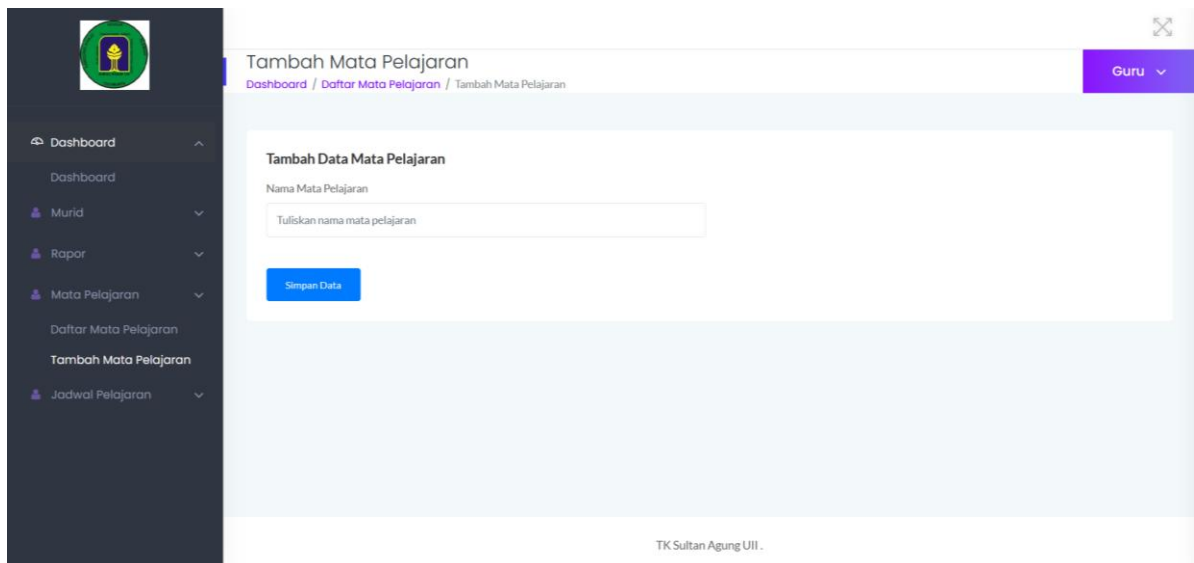 Tambah Mata Pelajaran
Dashboard / Daftar Mata Pelajaran / Tambah Mata Pelajaran
Guru
Dashboard
Dashboard
Murid
Rapor
Mata Pelajaran
Daftar Mata Pelajaran
Tambah Mata Pelajaran
Jadwal Pelajaran
Tambah Data Mata Pelajaran
Nama Mata Pelajaran
Tuliskan nama mata pelajaran
Simpan Data
TK Sultan Agung UII .